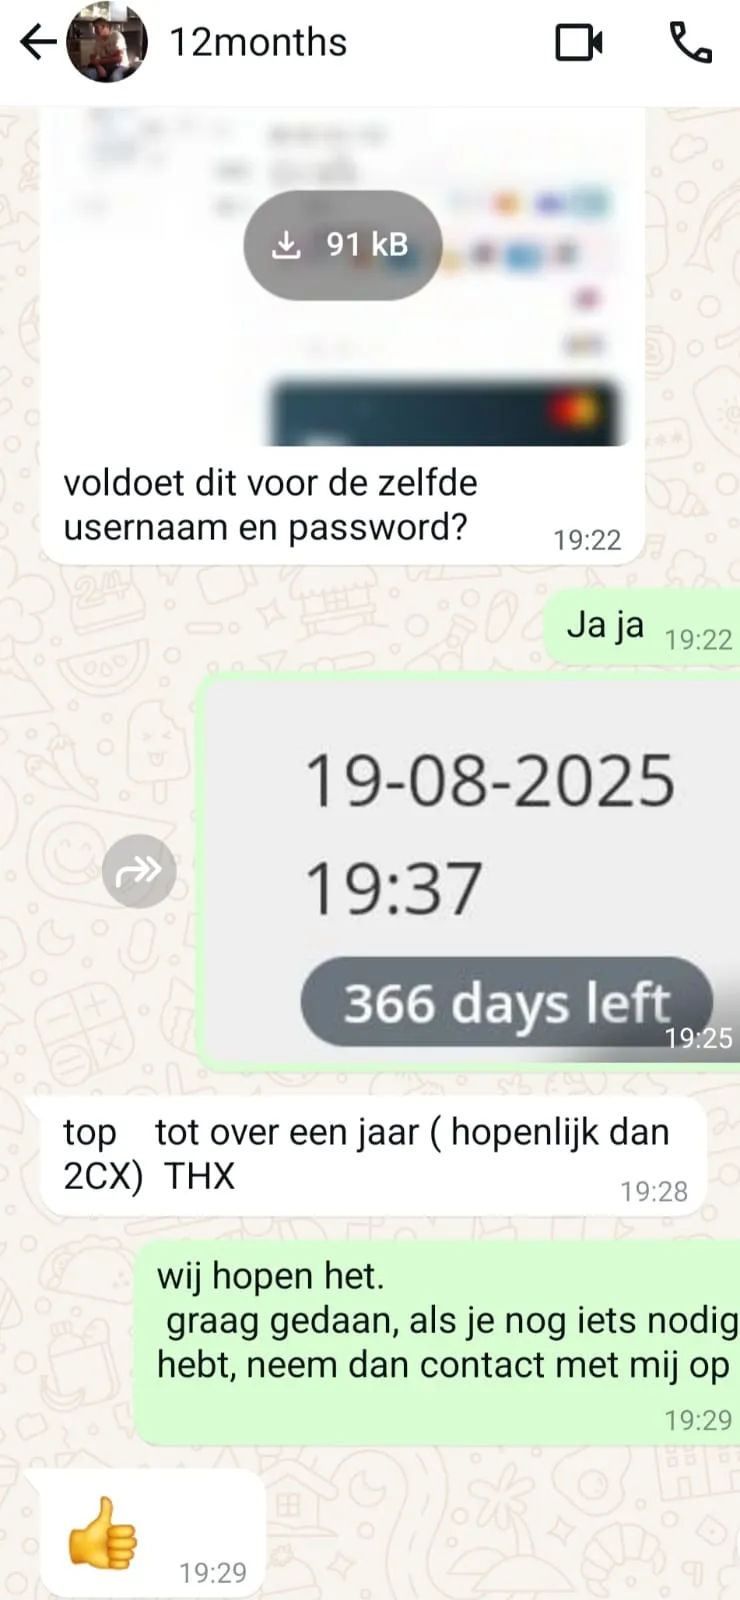 12months
91 kB
voldoet dit voor de zelfde
usernaam en password?
19:22
Ja ja
19:22
19-08-2025
19:37
366 days left
19:25
top tot over een jaar ( hopenlijk dan
2CX) THX
19:28
wij hopen het.
graag gedaan, als je nog iets nodig
hebt, neem dan contact met mij op
19:29
👍
19:29